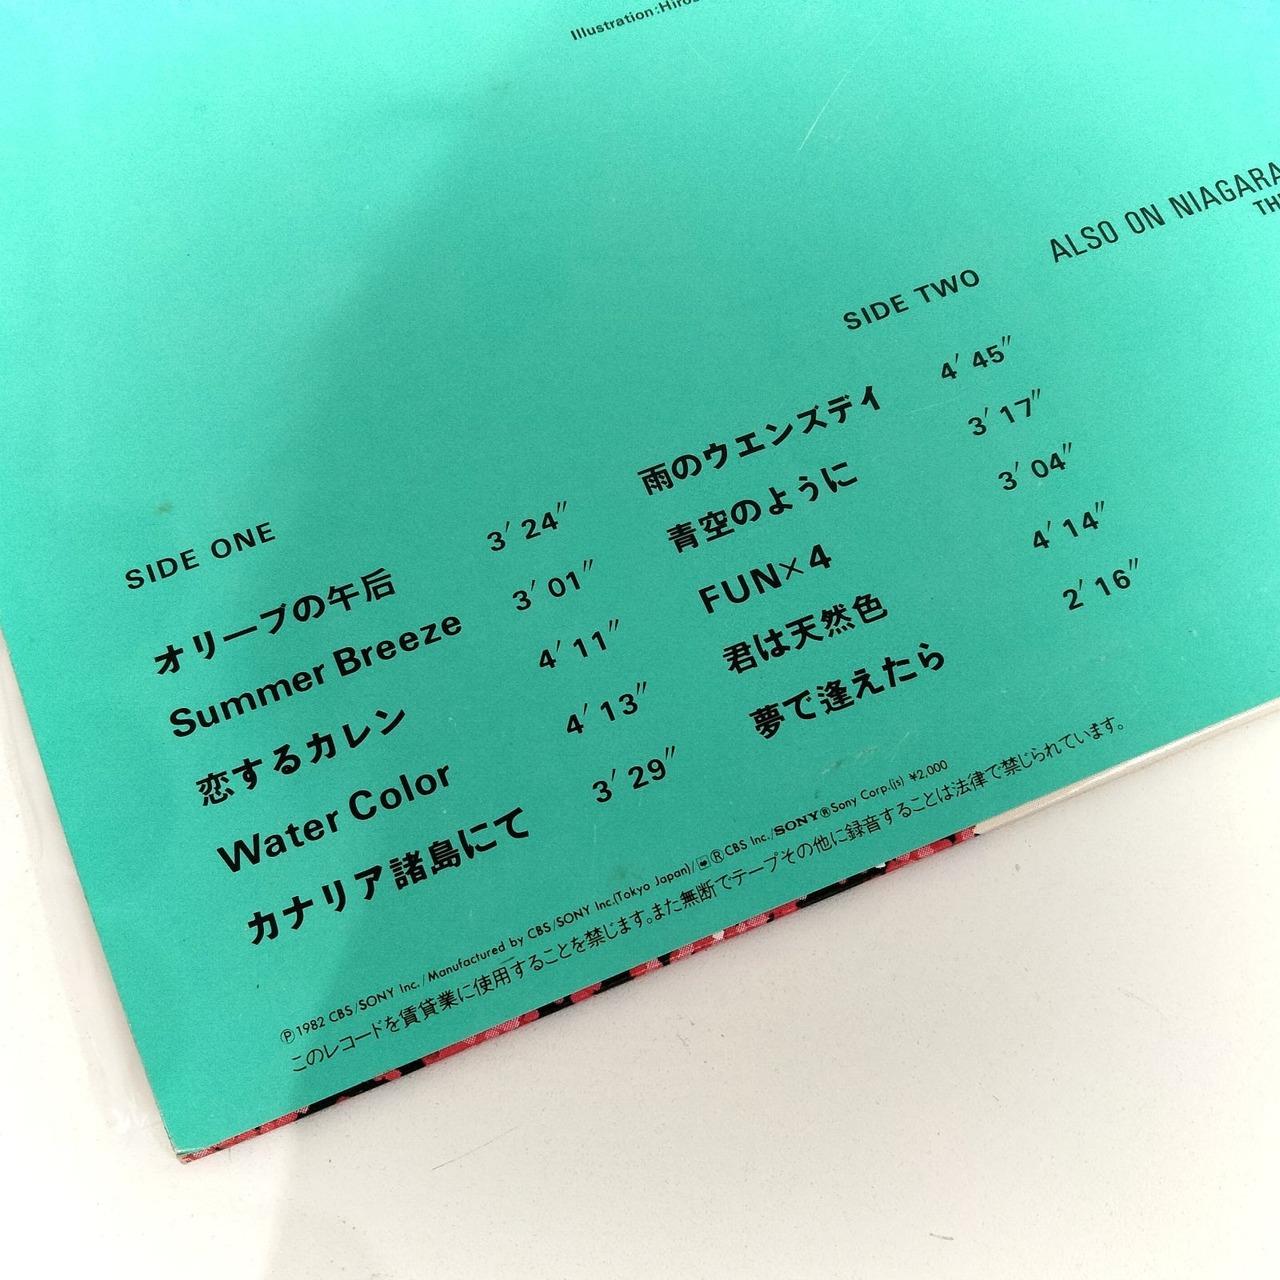 Illustration:Hiros
ALSO ON NIAGARA
TH
SIDE ONE
オリーブの午后 3′24″
Summer Breeze 3′01″
恋するカレン 4′11″
Water Color 4′13″
カナリア諸島にて 3′29″
SIDE TWO
雨のウエンズデイ 4′45″
青空のように 3′17″
FUN×4 3′04″
君は天然色 4′14″
夢で逢えたら 2′16″
Ⓟ1982 CBS/SONY Inc./Manufactured by CBS/SONY Inc.(Tokyo Japan)/Ⓡ CBS Inc./SONY®Sony Corp.(js) ¥2,000
このレコードを賃貸業に使用することを禁じます。また無断でテープその他に録音することは法律で禁じられています。